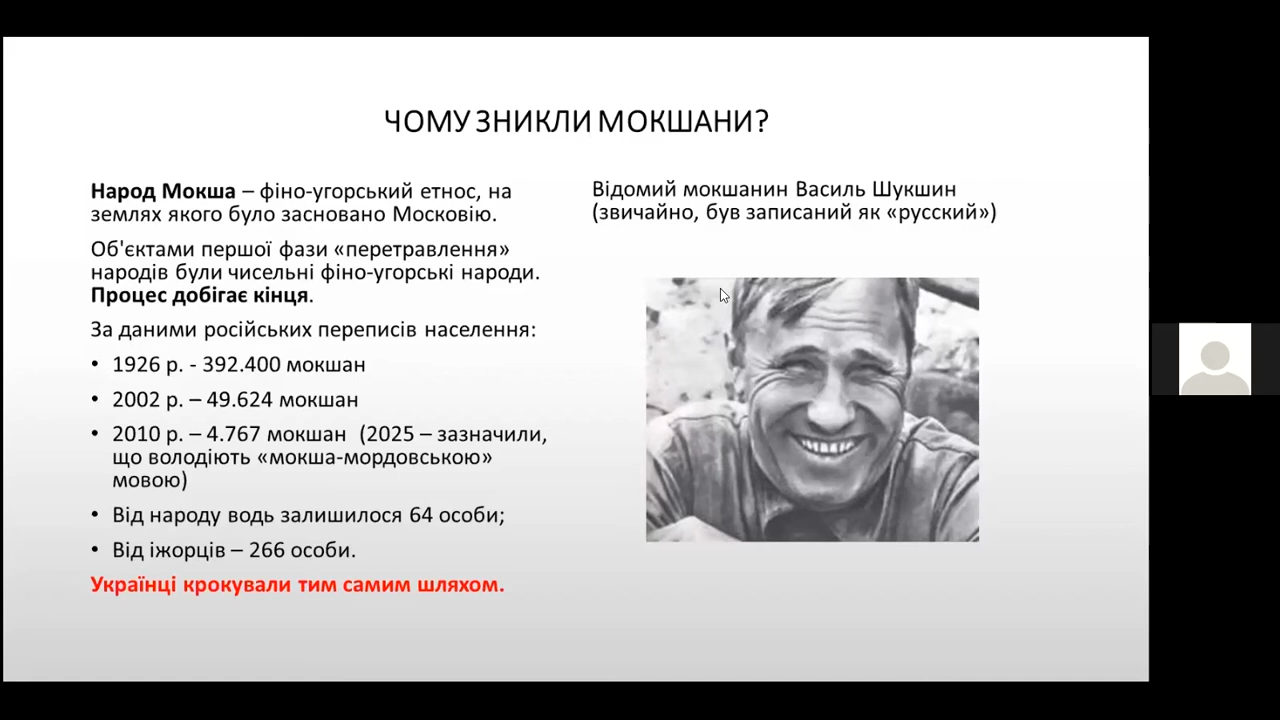 ЧОМУ ЗНИКЛИ МОКШАНИ?
Народ Мокша – фіно-угорський етнос, на
землях якого було засновано Московію.
Об'єктами першої фази «перетравлення»
народів були чисельні фіно-угорські народи.
Процес добігає кінця.
За даними російських переписів населення:
• 1926 р. - 392.400 мокшан
• 2002 р. – 49.624 мокшан
• 2010 р. – 4.767 мокшан (2025 – зазначили,
що володіють «мокша-мордовською»
мовою)
• Від народу водь залишилося 64 особи;
• Від іжорців – 266 особи.
Українці крокували тим самим шляхом.
Відомий мокшанин Василь Шукшин
(звичайно, був записаний як «русский»)